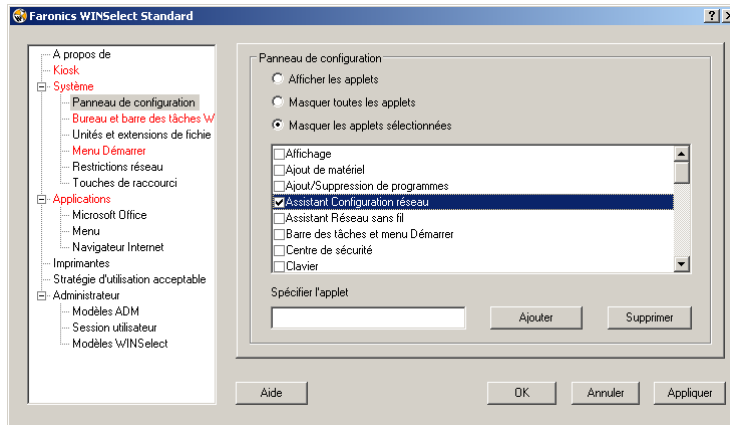 Faronics WINSelect Standard
A propos de
Kiosk
Système
Panneau de configuration
Bureau et barre des tâches W
Unités et extensions de fichie
Menu Démarrer
Restrictions réseau
Touches de raccourci
Applications
Microsoft Office
Menu
Navigateur Internet
Imprimantes
Stratégie d'utilisation acceptable
Administrateur
Modèles ADM
Session utilisateur
Modèles WINSelect
Panneau de configuration
Afficher les applets
Masquer toutes les applets
Masquer les applets sélectionnées
Affichage
Ajout de matériel
Ajout/Suppression de programmes
Assistant Configuration réseau
Assistant Réseau sans fil
Barre des tâches et menu Démarrer
Centre de sécurité
Clavier
Spécifier l'applet
Ajouter
Supprimer
Aide
OK
Annuler
Appliquer